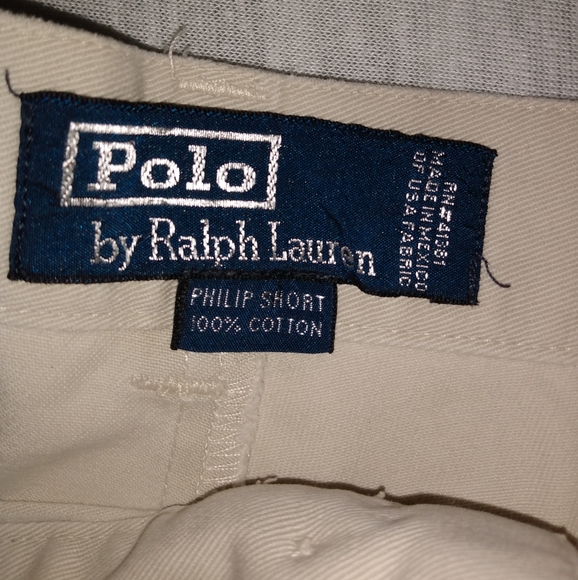 Polo
by Ralph Lauren
RN#41381
MADE IN MEXICO
OF USA FABRIC
PHILIP SHORT
100% COTTON